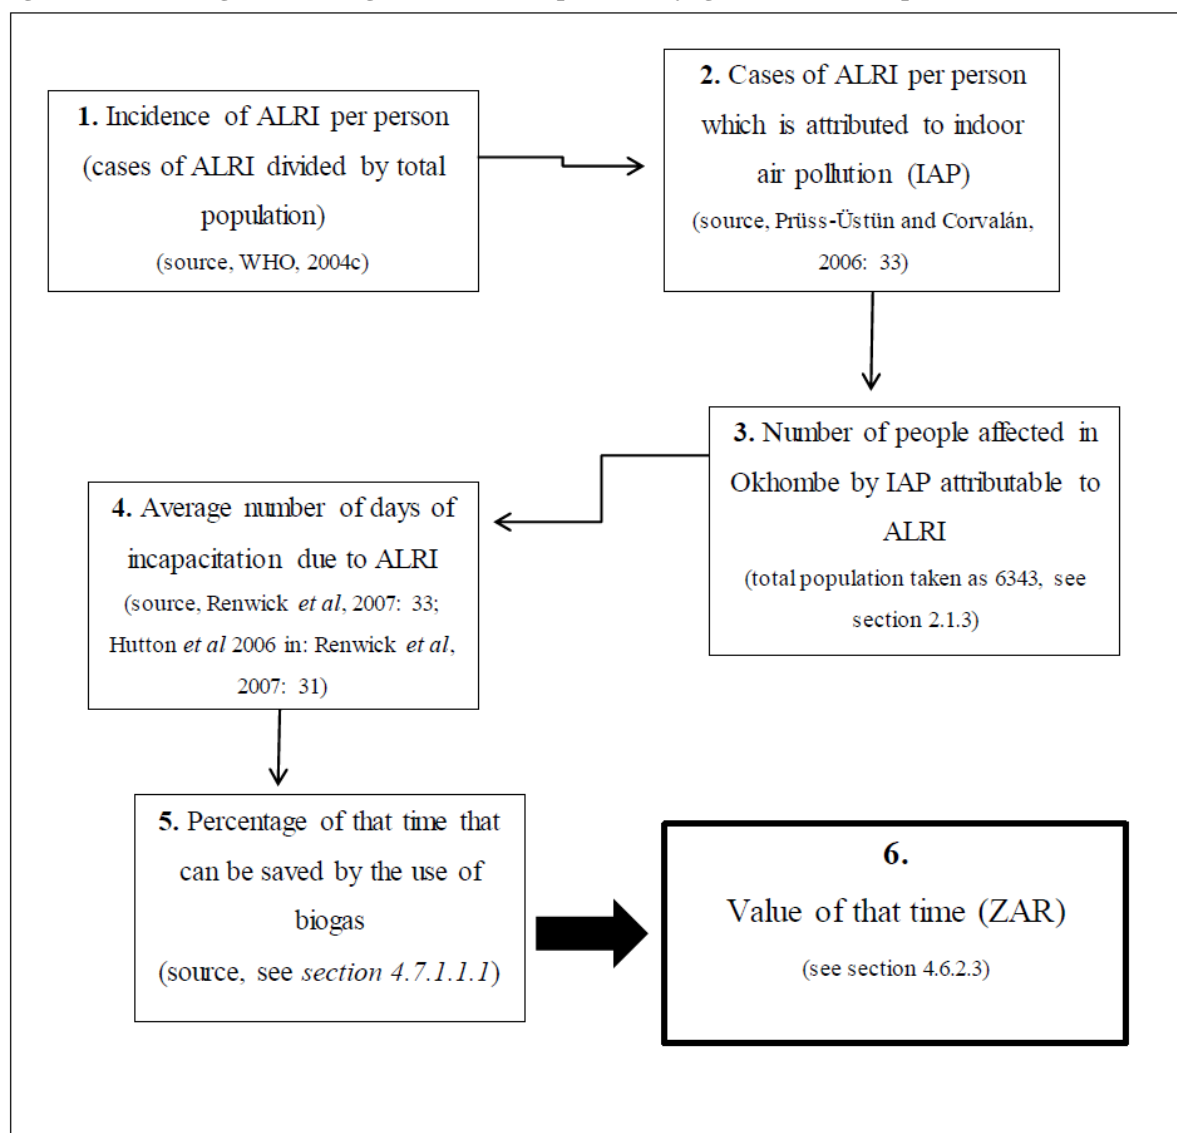 1. Incidence of ALRI per person
(cases of ALRI divided by total
population)
(source, WHO, 2004c)
2. Cases of ALRI per person
which is attributed to indoor
air pollution (IAP)
(source, Prüss-Üstün and Corvalán,
2006: 33)
3. Number of people affected in
Okhombe by IAP attributable to
ALRI
(total population taken as 6343, see
section 2.1.3)
4. Average number of days of
incapacitation due to ALRI
(source, Renwick et al, 2007: 33;
Hutton et al 2006 in: Renwick et al,
2007: 31)
5. Percentage of that time that
can be saved by the use of
biogas
(source, see section 4.7.1.1.1)
6.
Value of that time (ZAR)
(see section 4.6.2.3)